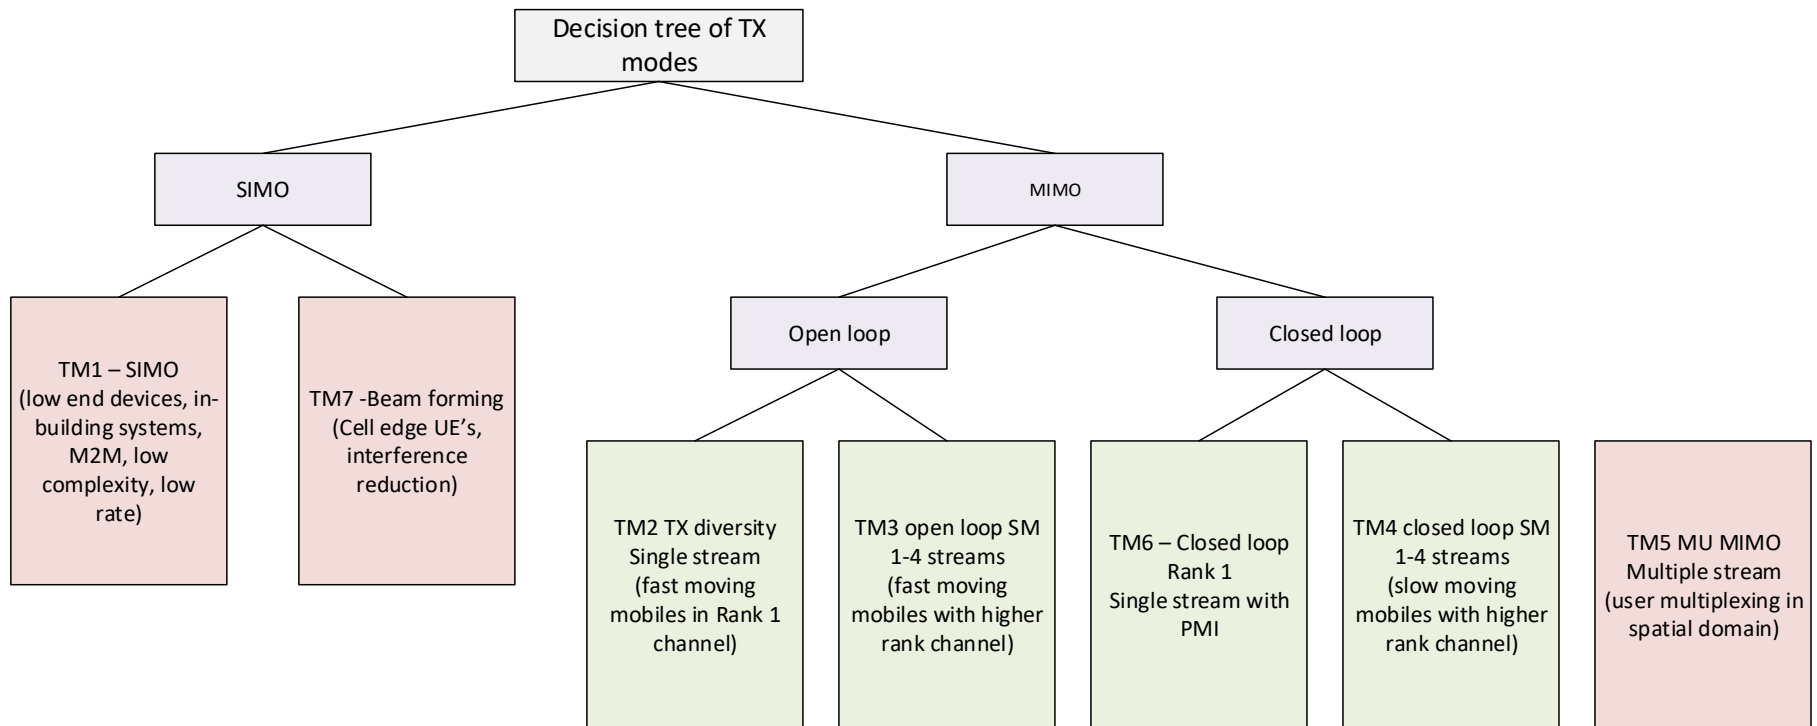 Decision tree of TX
modes
SIMO
MIMO
Open loop
Closed loop
TM1 – SIMO
(low end devices, in-
building systems,
M2M, low
complexity, low
rate)
TM7 -Beam forming
(Cell edge UE’s,
interference
reduction)
TM2 TX diversity
Single stream
(fast moving
mobiles in Rank 1
channel)
TM3 open loop SM
1-4 streams
(fast moving
mobiles with higher
rank channel)
TM6 – Closed loop
Rank 1
Single stream with
PMI
TM4 closed loop SM
1-4 streams
(slow moving
mobiles with higher
rank channel)
TM5 MU MIMO
Multiple stream
(user multiplexing in
spatial domain)